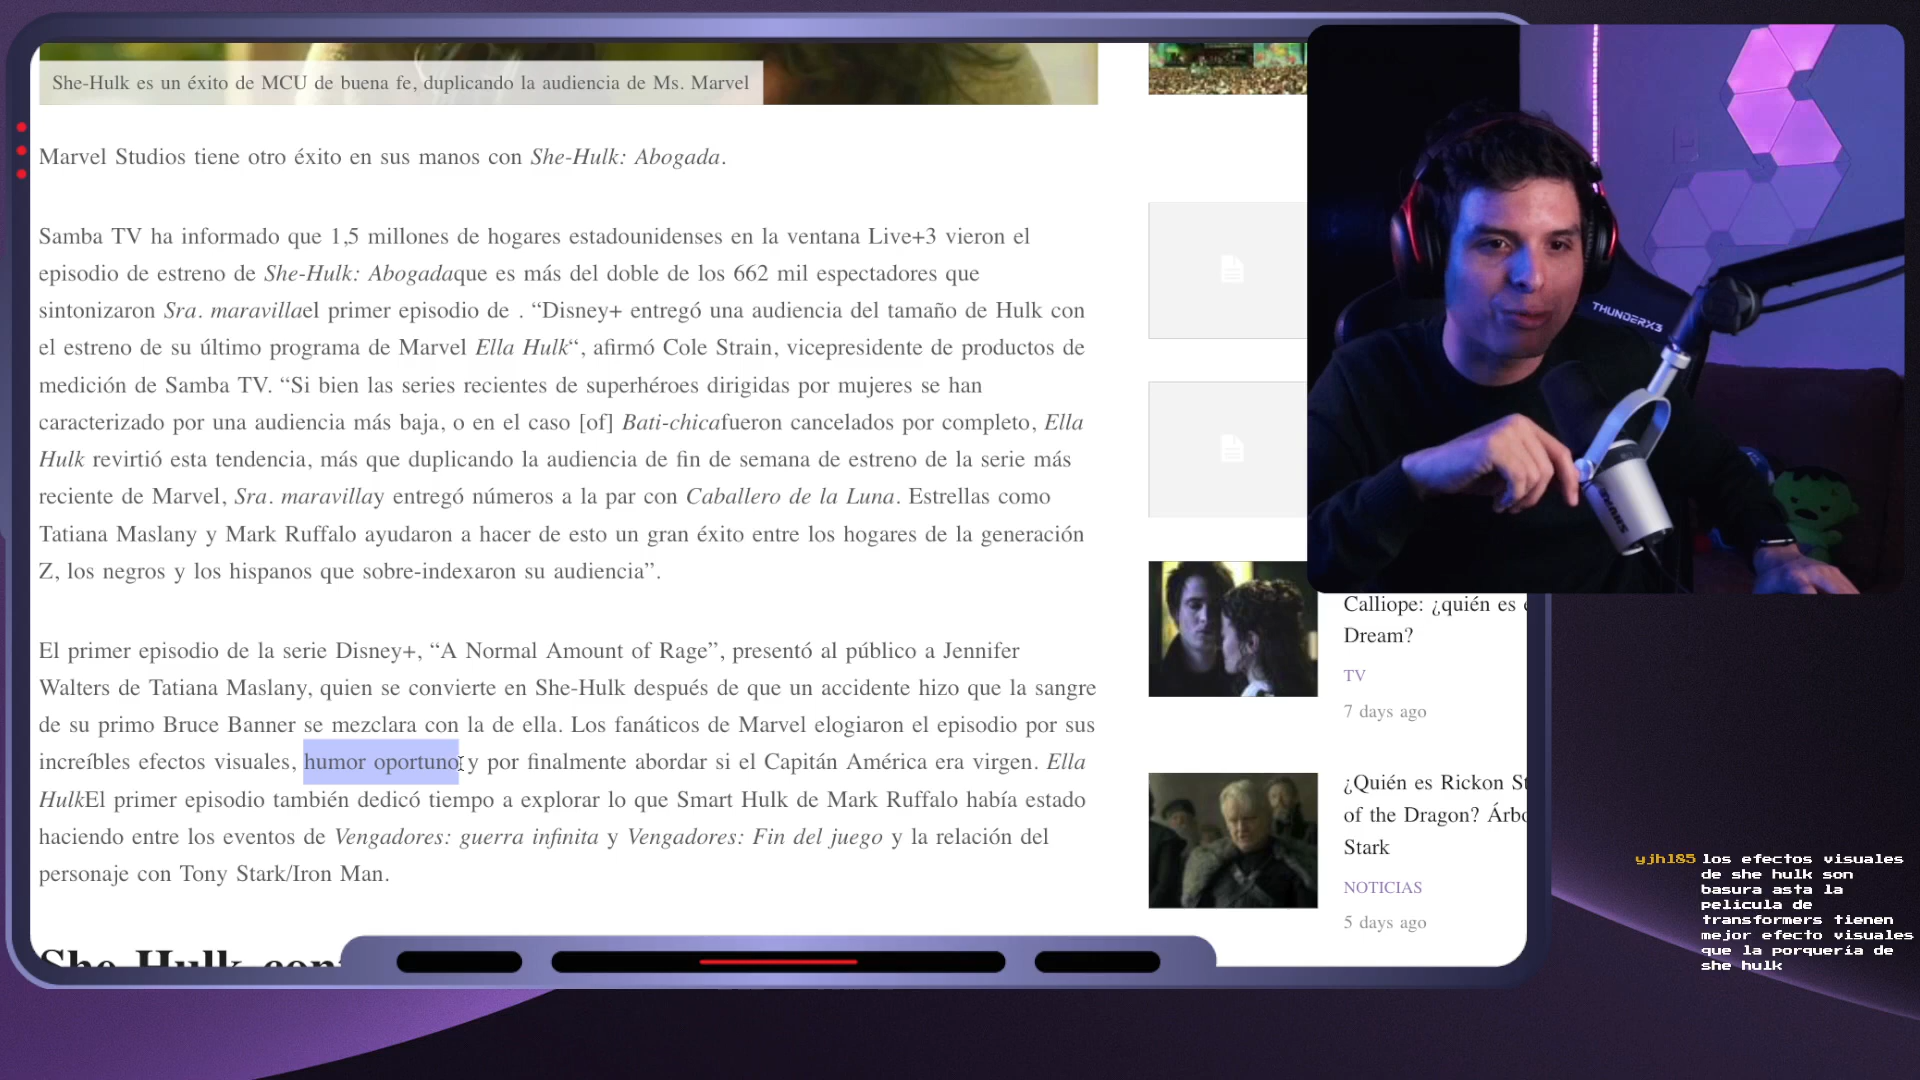 She-Hulk es un éxito de MCU de buena fe, duplicando la audiencia de Ms. Marvel
Marvel Studios tiene otro éxito en sus manos con She-Hulk: Abogada.
Samba TV ha informado que 1,5 millones de hogares estadounidenses en la ventana Live+3 vieron el
episodio de estreno de She-Hulk: Abogadaque es más del doble de los 662 mil espectadores que
sintonizaron Sra. maravillael primer episodio de . “Disney+ entregó una audiencia del tamaño de Hulk con
el estreno de su último programa de Marvel Ella Hulk“, afirmó Cole Strain, vicepresidente de productos de
medición de Samba TV. “Si bien las series recientes de superhéroes dirigidas por mujeres se han
caracterizado por una audiencia más baja, o en el caso [of] Bati-chicafueron cancelados por completo, Ella
Hulk revirtió esta tendencia, más que duplicando la audiencia de fin de semana de estreno de la serie más
reciente de Marvel, Sra. maravillay entregó números a la par con Caballero de la Luna. Estrellas como
Tatiana Maslany y Mark Ruffalo ayudaron a hacer de esto un gran éxito entre los hogares de la generación
Z, los negros y los hispanos que sobre-indexaron su audiencia”.
El primer episodio de la serie Disney+, “A Normal Amount of Rage”, presentó al público a Jennifer
Walters de Tatiana Maslany, quien se convierte en She-Hulk después de que un accidente hizo que la sangre
de su primo Bruce Banner se mezclara con la de ella. Los fanáticos de Marvel elogiaron el episodio por sus
increíbles efectos visuales, humor oportuno y por finalmente abordar si el Capitán América era virgen. Ella
HulkEl primer episodio también dedicó tiempo a explorar lo que Smart Hulk de Mark Ruffalo había estado
haciendo entre los eventos de Vengadores: guerra infinita y Vengadores: Fin del juego y la relación del
personaje con Tony Stark/Iron Man.
She-Hulk
THUNDERX3
SHURE
Calliope: ¿quién es
Dream?
TV
7 days ago
¿Quién es Rickon
of the Dragon?
Stark
NOTICIAS
5 days ago
yjh185 los efectos visuales
de she hulk son
basura asta la
pelicula de
transformers tienen
mejor efecto visuales
que la porquería de
she hulk